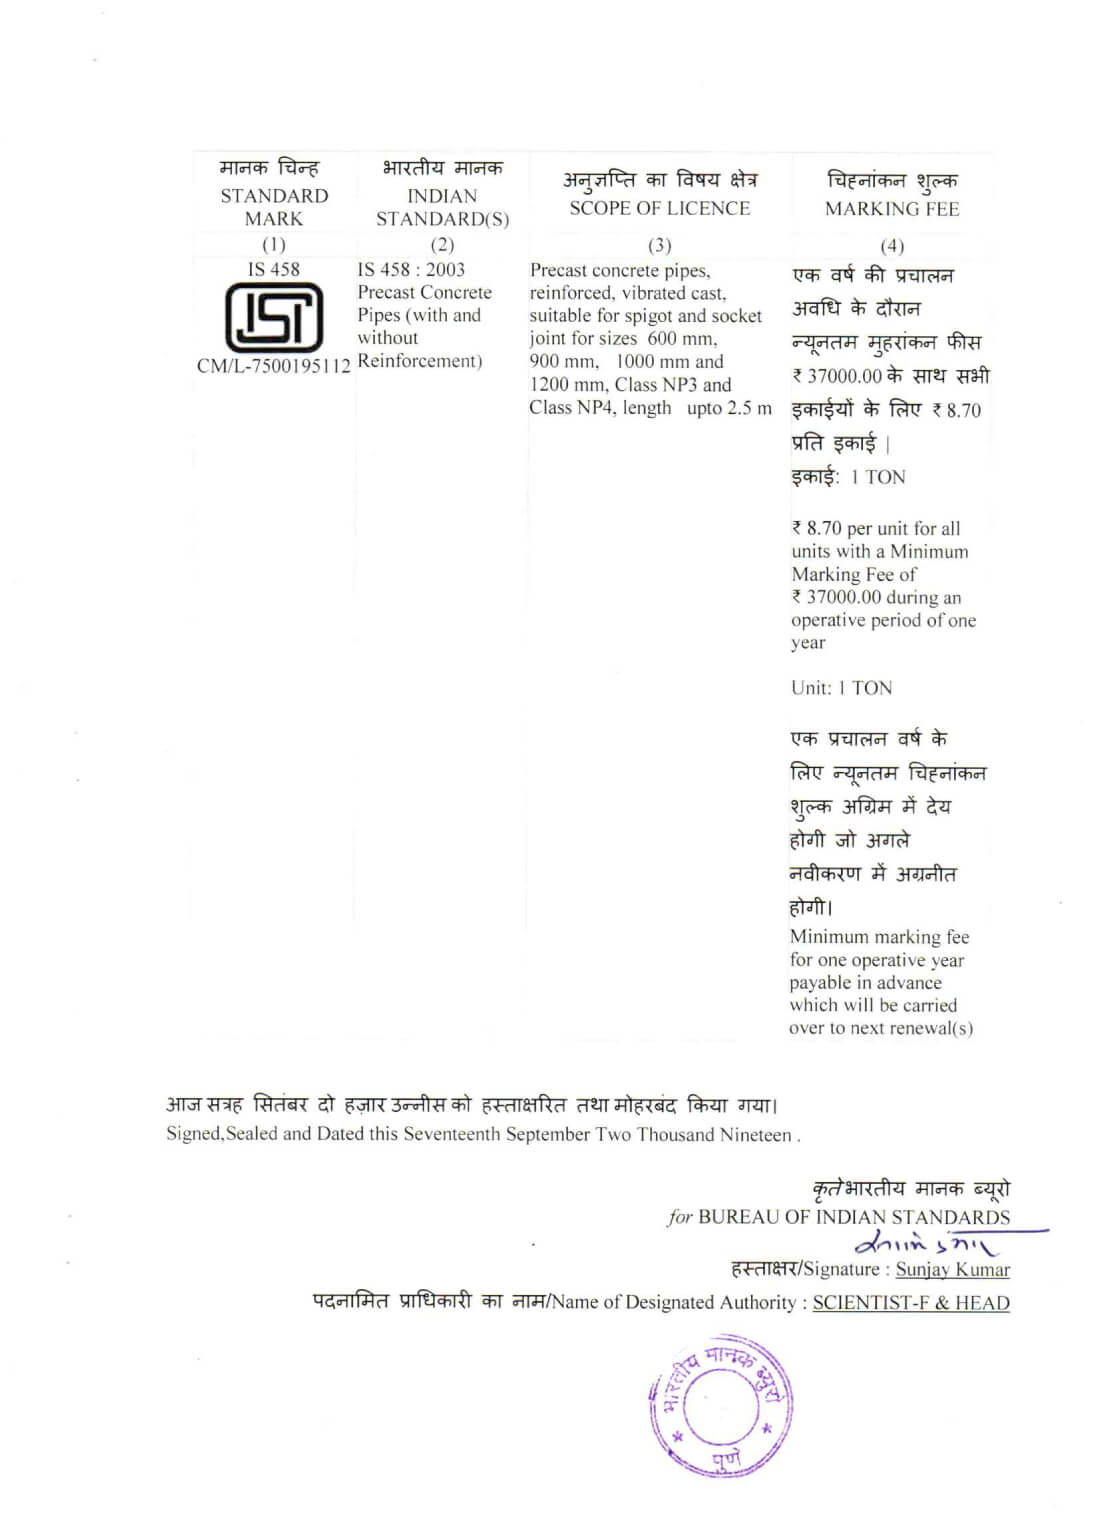 मानक चिन्ह
STANDARD
MARK
(1)
भारतीय मानक
INDIAN
STANDARD(S)
(2)
अनुज्ञप्ति का विषय क्षेत्र
SCOPE OF LICENCE
(3)
चिह्नांकन शुल्क
MARKING FEE
(4)
IS 458
ISI
CM/L-7500195112
IS 458 : 2003
Precast Concrete
Pipes (with and
without
Reinforcement)
Precast concrete pipes,
reinforced, vibrated cast,
suitable for spigot and socket
joint for sizes 600 mm,
900 mm, 1000 mm and
1200 mm, Class NP3 and
Class NP4, length upto 2.5 m
एक वर्ष की प्रचालन
अवधि के दौरान
न्यूनतम मुहरांकन फीस
₹ 37000.00 के साथ सभी
इकाईयों के लिए ₹ 8.70
प्रति इकाई |
इकाई: 1 TON
₹ 8.70 per unit for all
units with a Minimum
Marking Fee of
₹ 37000.00 during an
operative period of one
year
Unit: 1 TON
एक प्रचालन वर्ष के
लिए न्यूनतम चिह्नांकन
शुल्क अग्रिम में देय
होगी जो अगले
नवीकरण में अग्रनीत
होगी।
Minimum marking fee
for one operative year
payable in advance
which will be carried
over to next renewal(s)
आज सत्रह सितंबर दो हज़ार उन्नीस को हस्ताक्षरित तथा मोहरबंद किया गया।
Signed,Sealed and Dated this Seventeenth September Two Thousand Nineteen .
कृतेभारतीय मानक ब्यूरो
for BUREAU OF INDIAN STANDARDS
हस्ताक्षर/Signature : Sunjay Kumar
पदनामित प्राधिकारी का नाम/Name of Designated Authority : SCIENTIST-F & HEAD
भारतीय मानक ब्युरो
* पुणे *